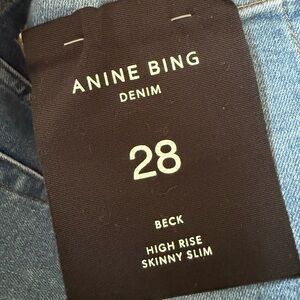 ANINE BING
DENIM
28
BECK
HIGH RISE
SKINNY SLIM